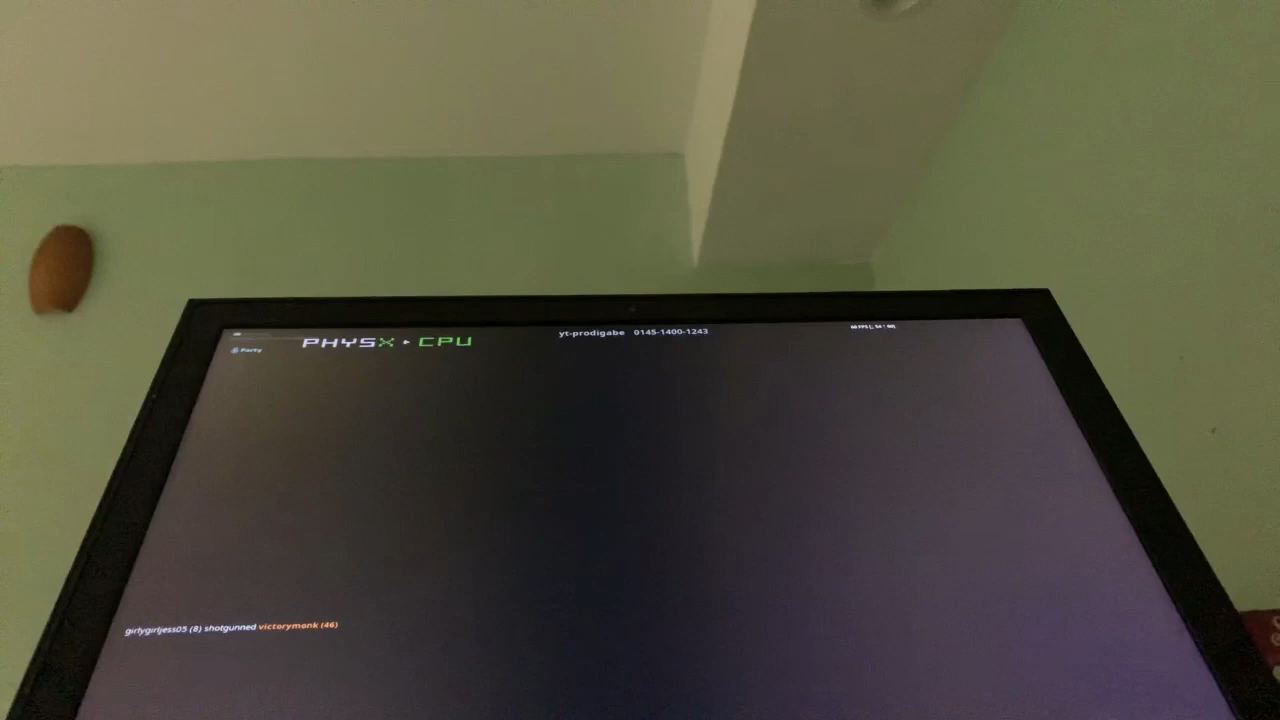 PHYSX ▸ CPU
yt-prodigabe 0145-1400-1243
Party
girlygirljess05 (8) shotgunned victorymonk (46)